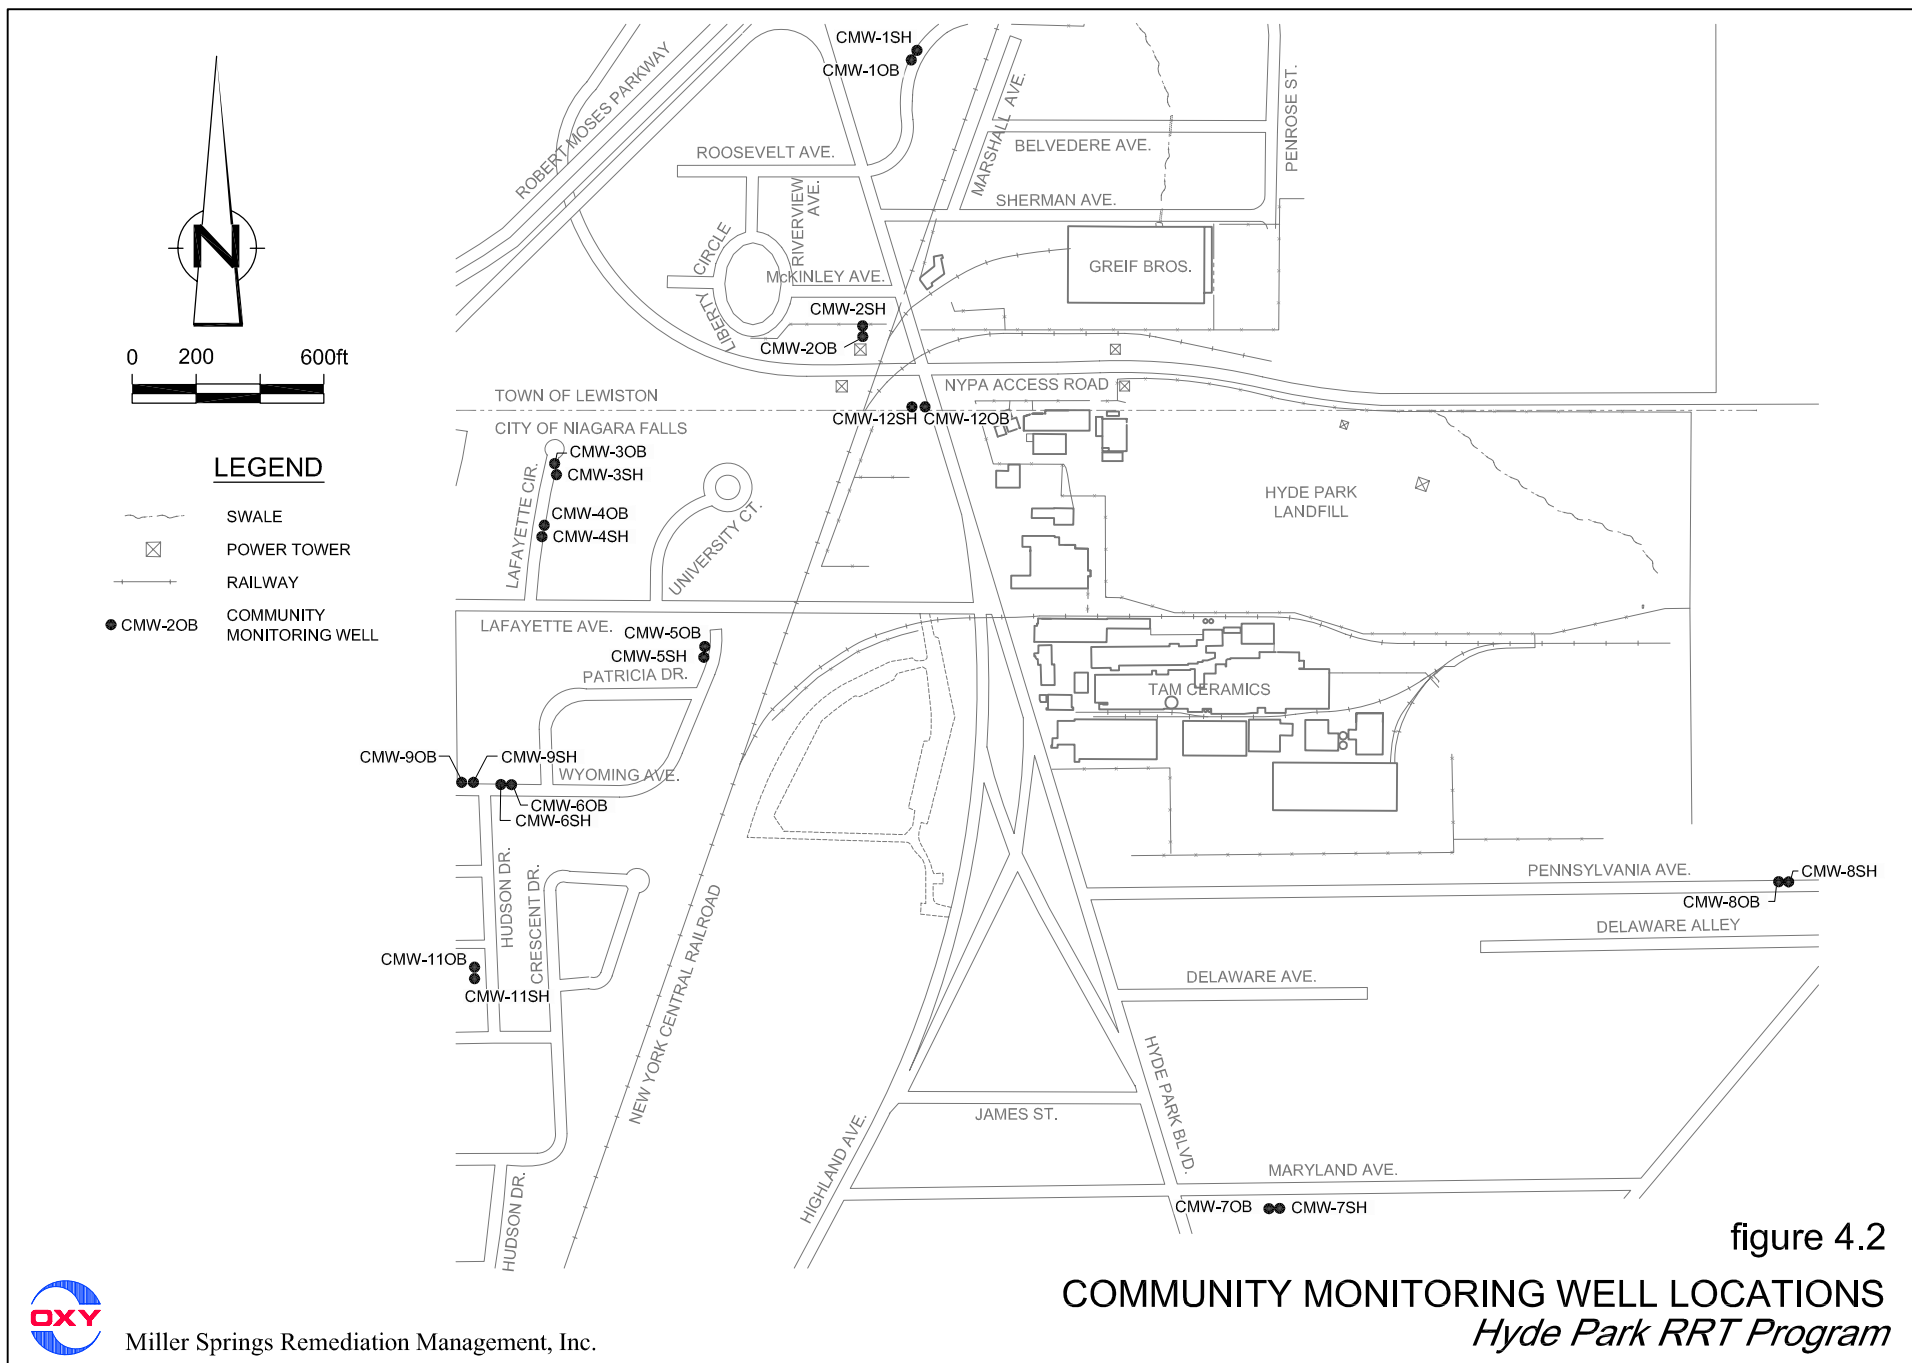 CMW-1SH
CMW-1OB
ROBERT MOSES PARKWAY
MARSHALL AVE.
PENROSE ST.
BELVEDERE AVE.
ROOSEVELT AVE.
SHERMAN AVE.
RIVERVIEW
AVE.
LIBERTY CIRCLE
McKINLEY AVE.
GREIF BROS.
N
CMW-2SH
CMW-2OB
0 200 600ft
TOWN OF LEWISTON
NYPA ACCESS ROAD
CMW-12SH
CMW-12OB
CITY OF NIAGARA FALLS
LEGEND
SWALE
POWER TOWER
RAILWAY
CMW-2OB
COMMUNITY
MONITORING WELL
CMW-3OB
CMW-3SH
CMW-4OB
CMW-4SH
LAFAYETTE CIR.
UNIVERSITY CT.
HYDE PARK
LANDFILL
LAFAYETTE AVE.
CMW-5OB
CMW-5SH
PATRICIA DR.
TAM CERAMICS
CMW-9OB
CMW-9SH
WYOMING AVE.
CMW-6OB
CMW-6SH
HUDSON DR.
CRESCENT DR.
NEW YORK CENTRAL RAILROAD
PENNSYLVANIA AVE.
CMW-8SH
CMW-8OB
DELAWARE ALLEY
CMW-11OB
CMW-11SH
DELAWARE AVE.
HYDE PARK BLVD.
JAMES ST.
HIGHLAND AVE.
MARYLAND AVE.
HUDSON DR.
CMW-7OB
CMW-7SH
figure 4.2
COMMUNITY MONITORING WELL LOCATIONS
Hyde Park RRT Program
OXY
Miller Springs Remediation Management, Inc.